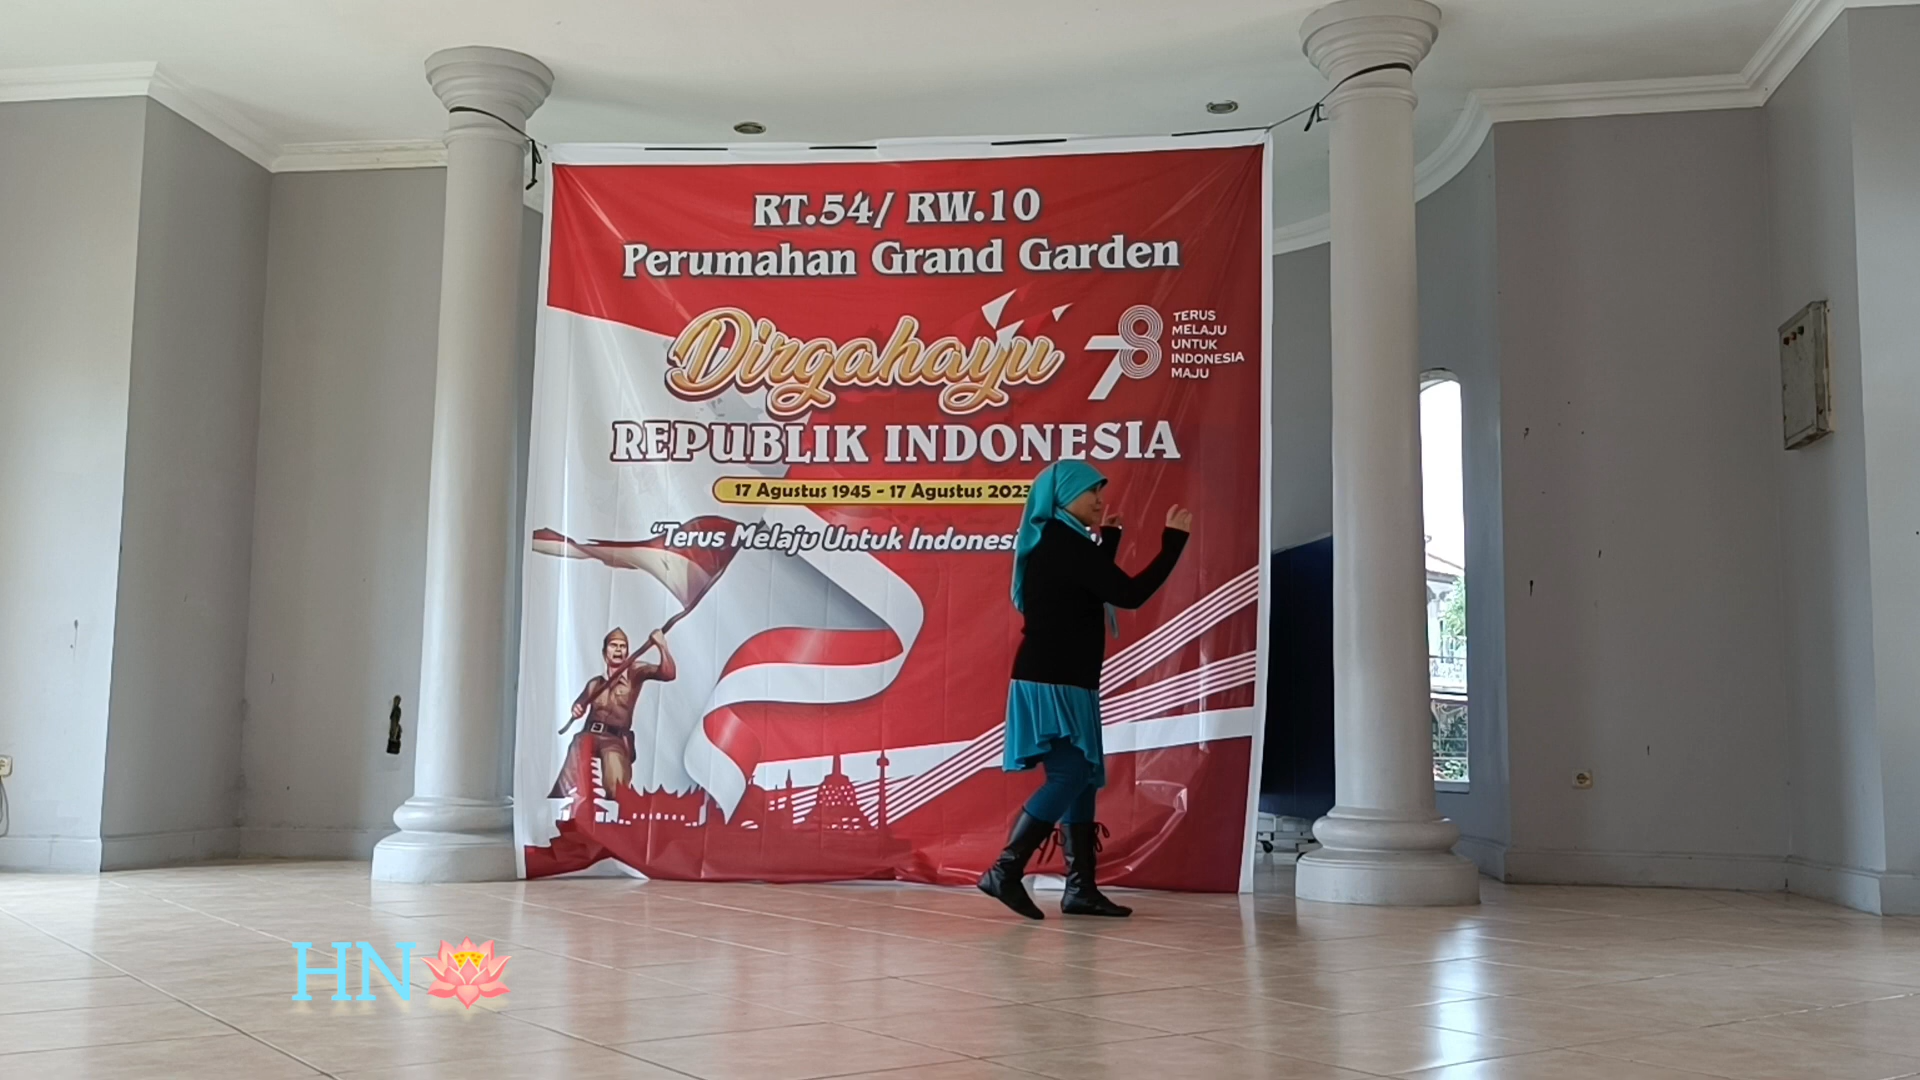 RT.54/ RW.10
Perumahan Grand Garden
Dirgahayu
78
TERUS
MELAJU
UNTUK
INDONESIA
MAJU
REPUBLIK INDONESIA
17 Agustus 1945 - 17 Agustus 2023
"Terus Melaju Untuk Indonesi
HN